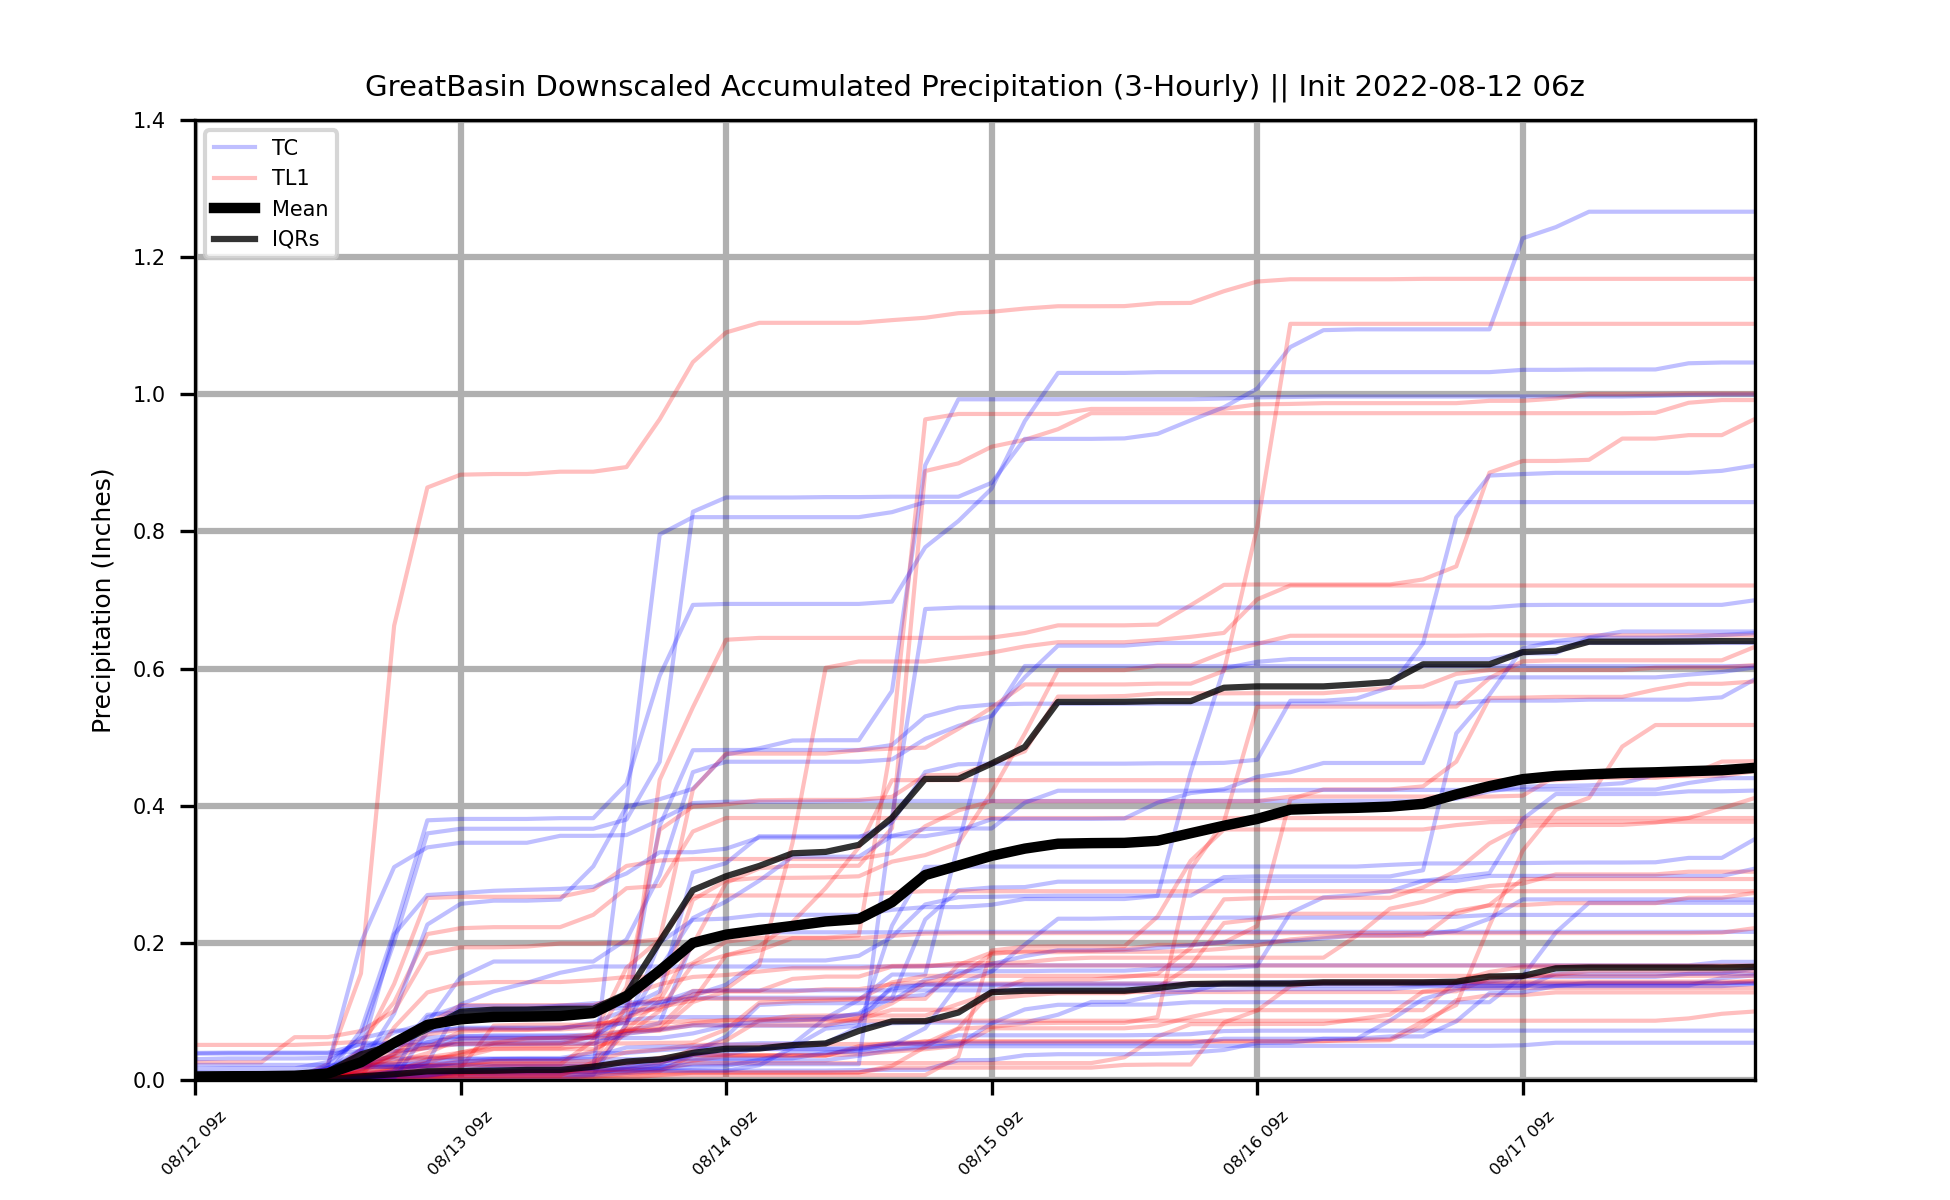 GreatBasin Downscaled Accumulated Precipitation (3-Hourly) || Init 2022-08-12 06z
Precipitation (Inches)
1.4
1.2
1.0
0.8
0.6
0.4
0.2
0.0
TC
TL1
Mean
IQRs
08/12 09z
08/13 09z
08/14 09z
08/15 09z
08/16 09z
08/17 09z